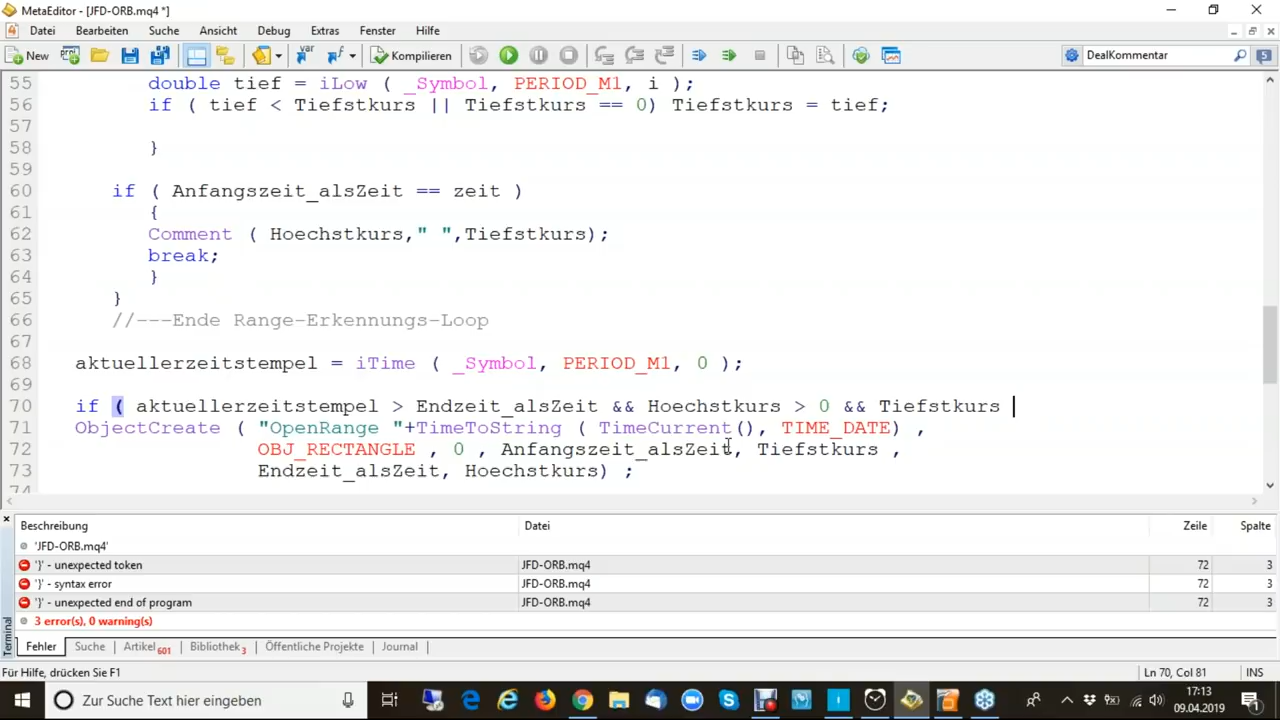 MetaEditor - [JFD-ORB.mq4 *]
Datei Bearbeiten Suche Ansicht Debug Extras Fenster Hilfe
New Kompilieren DealKommentar 5
55 double tief = iLow ( _Symbol, PERIOD_M1, i );
56 if ( tief < Tiefstkurs || Tiefstkurs == 0) Tiefstkurs = tief;
57
58 }
59
60 if ( Anfangszeit_alsZeit == zeit )
61 {
62 Comment ( Hoechstkurs," ",Tiefstkurs);
63 break;
64 }
65 }
66 //---Ende Range-Erkennungs-Loop
67
68 aktuellerzeitstempel = iTime ( _Symbol, PERIOD_M1, 0 );
69
70 if ( aktuellerzeitstempel > Endzeit_alsZeit && Hoechstkurs > 0 && Tiefstkurs
71 ObjectCreate ( "OpenRange "+TimeToString ( TimeCurrent(), TIME_DATE) ,
72 OBJ_RECTANGLE , 0 , Anfangszeit_alsZeit, Tiefstkurs ,
73 Endzeit_alsZeit, Hoechstkurs) ;
74
Beschreibung Datei Zeile Spalte
'JFD-ORB.mq4'
'}' - unexpected token JFD-ORB.mq4 72 3
'}' - syntax error JFD-ORB.mq4 72 3
'}' - unexpected end of program JFD-ORB.mq4 72 3
3 error(s), 0 warning(s)
Terminal
Fehler Suche Artikel 601 Bibliothek 3 Öffentliche Projekte Journal
Für Hilfe, drücken Sie F1 Ln 70, Col 81 INS
Zur Suche Text hier eingeben
17:13
09.04.2019